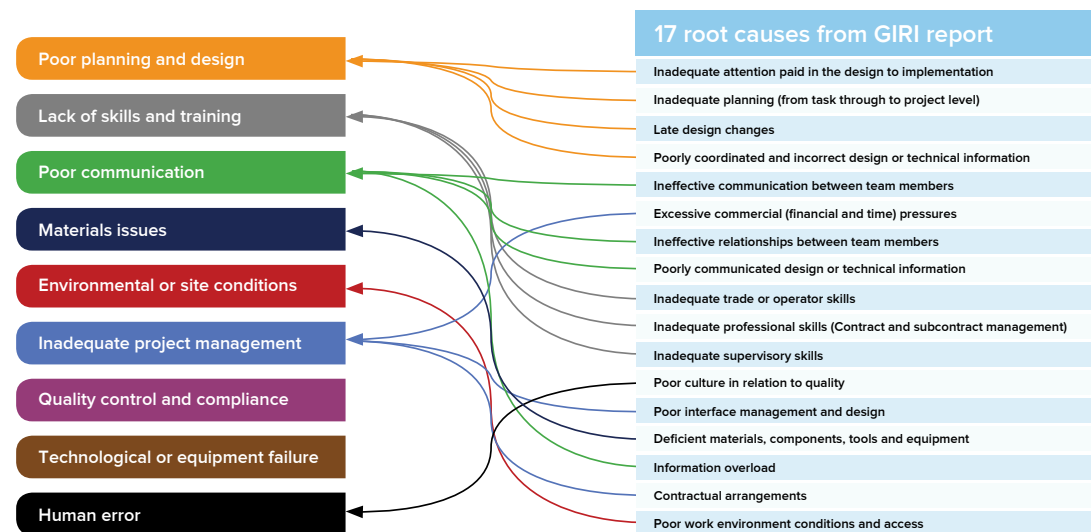 Poor planning and design
Lack of skills and training
Poor communication
Materials issues
Environmental or site conditions
Inadequate project management
Quality control and compliance
Technological or equipment failure
Human error
17 root causes from GIRI report
Inadequate attention paid in the design to implementation
Inadequate planning (from task through to project level)
Late design changes
Poorly coordinated and incorrect design or technical information
Ineffective communication between team members
Excessive commercial (financial and time) pressures
Ineffective relationships between team members
Poorly communicated design or technical information
Inadequate trade or operator skills
Inadequate professional skills (Contract and subcontract management)
Inadequate supervisory skills
Poor culture in relation to quality
Poor interface management and design
Deficient materials, components, tools and equipment
Information overload
Contractual arrangements
Poor work environment conditions and access